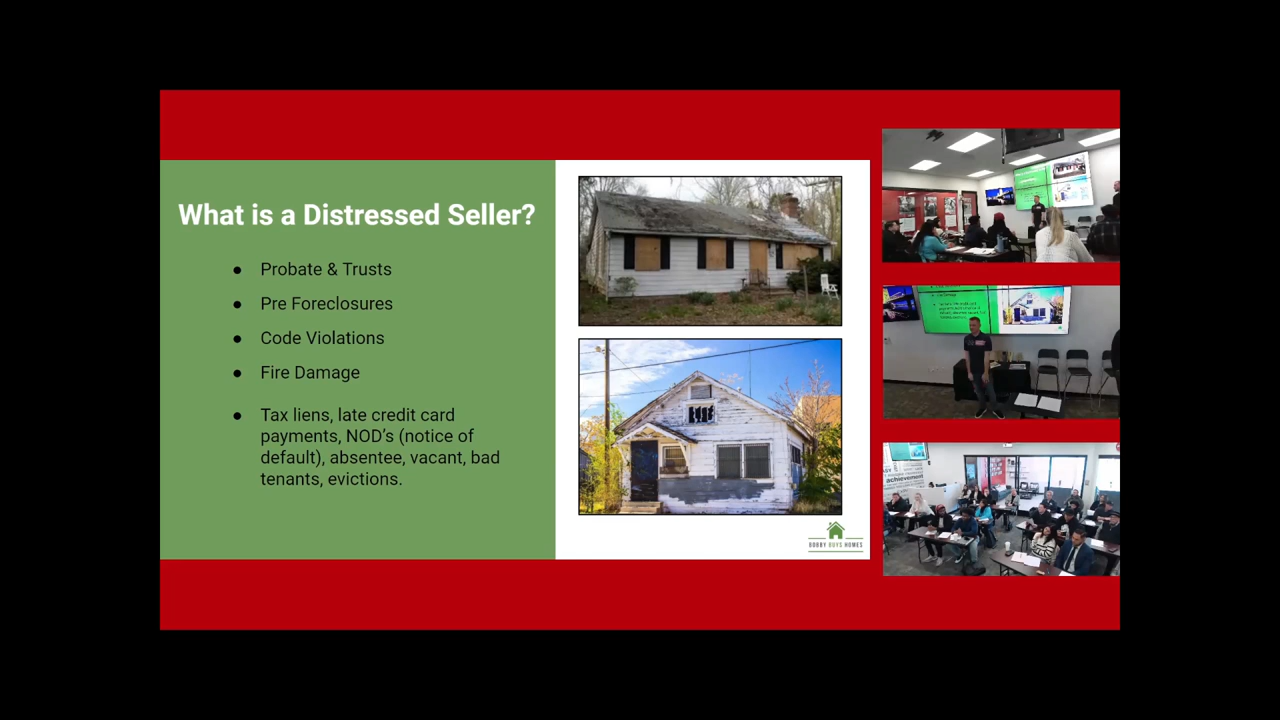 What is a Distressed Seller?
● Probate & Trusts
● Pre Foreclosures
● Code Violations
● Fire Damage
● Tax liens, late credit card
payments, NOD’s (notice of
default), absentee, vacant, bad
tenants, evictions.
BOBBY BUYS HOMES
achievement